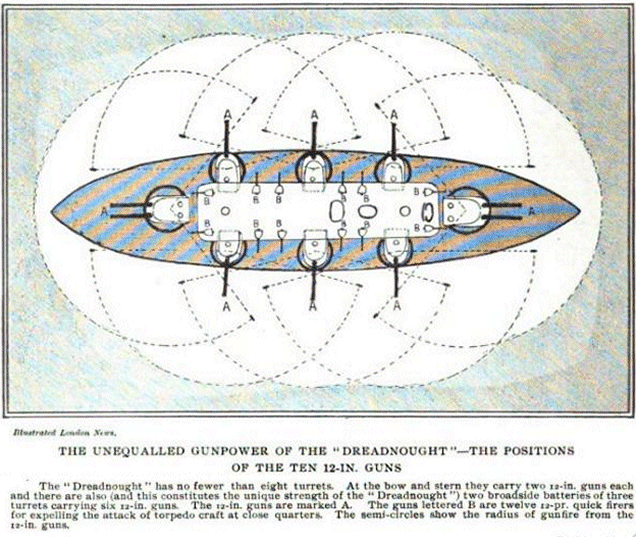 A A A
B B B B B B
A A
B B B B B B
A A A
Illustrated London News.
THE UNEQUALLED GUNPOWER OF THE "DREADNOUGHT"—THE POSITIONS
OF THE TEN 12-IN. GUNS
The "Dreadnought" has no fewer than eight turrets. At the bow and stern they carry two 12-in. guns each
and there are also (and this constitutes the unique strength of the "Dreadnought") two broadside batteries of three
turrets carrying six 12-in. guns. The 12-in. guns are marked A. The guns lettered B are twelve 12-pr. quick firers
for expelling the attack of torpedo craft at close quarters. The semi-circles show the radius of gunfire from the
12-in. guns.